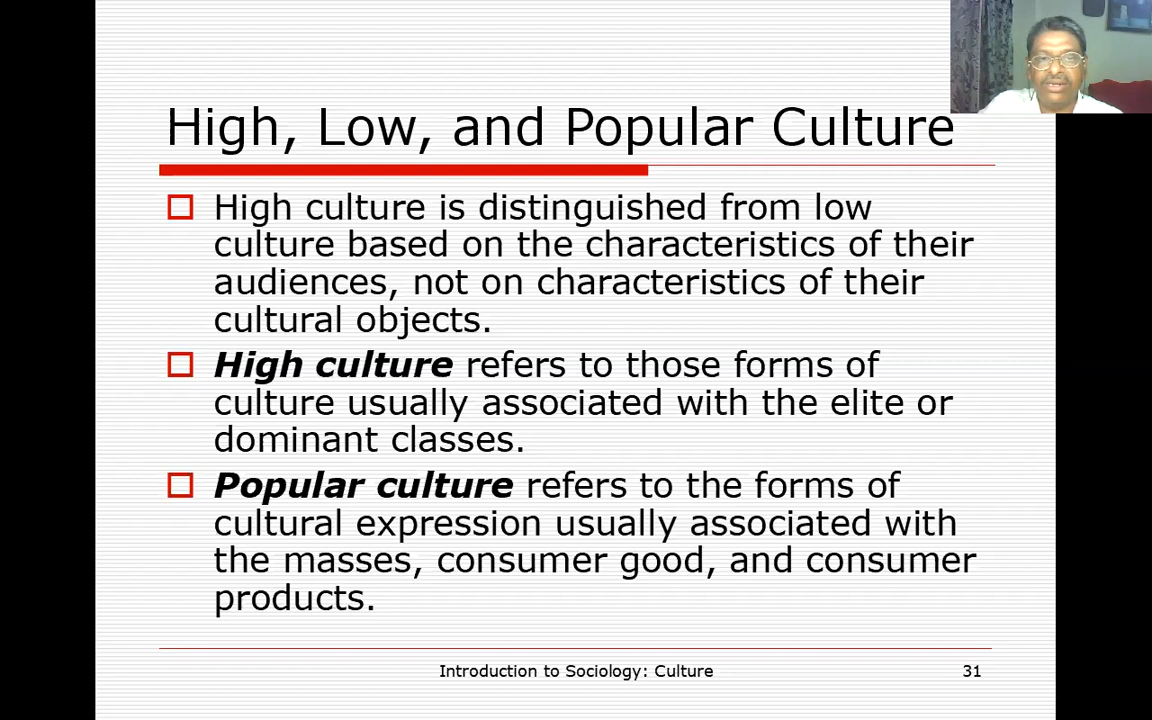 High, Low, and Popular Culture
High culture is distinguished from low
culture based on the characteristics of their
audiences, not on characteristics of their
cultural objects.
High culture refers to those forms of
culture usually associated with the elite or
dominant classes.
Popular culture refers to the forms of
cultural expression usually associated with
the masses, consumer good, and consumer
products.
Introduction to Sociology: Culture
31